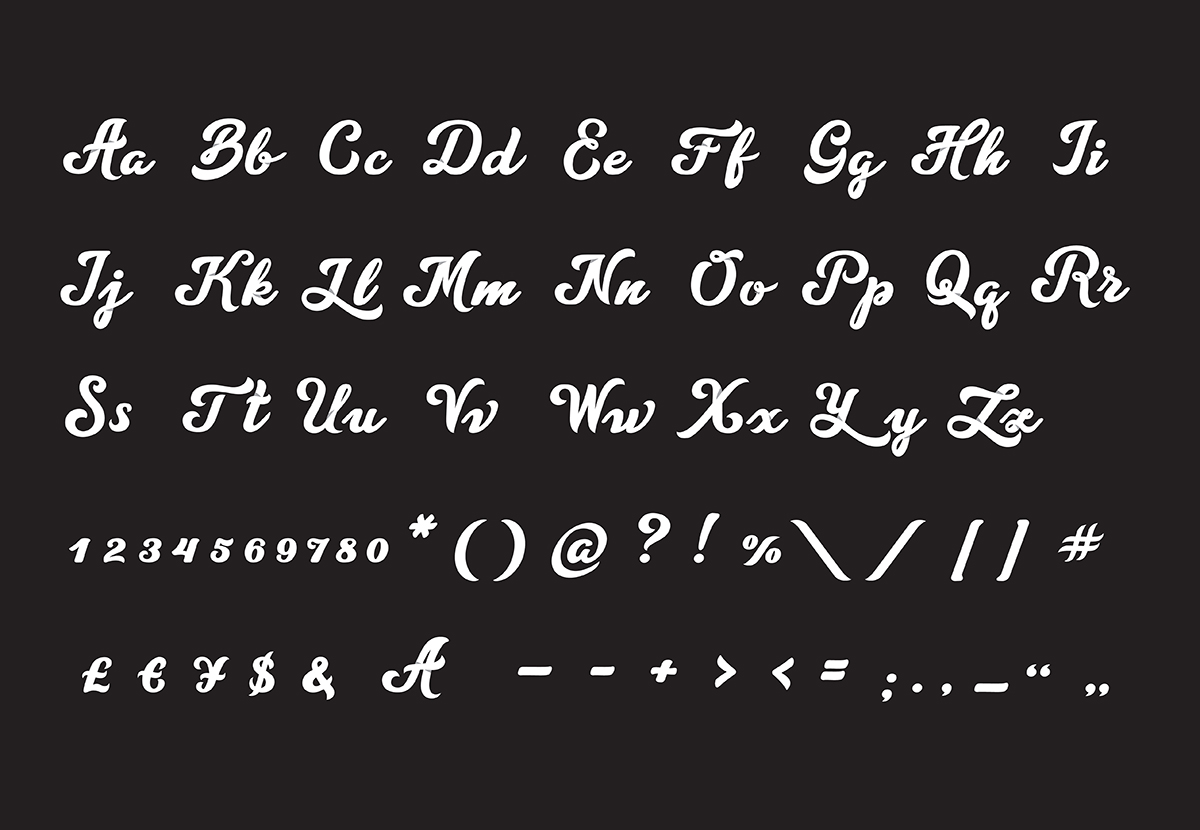 Aa Bb Cc Dd Ee Ff Gg Hh Ii
Jj Kk Ll Mm Nn Oo Pp Qq Rr
Ss Tt Uu Vv Ww Xx Yy Zz
1 2 3 4 5 6 9 7 8 0 * ( ) @ ? ! % \ / [ ] #
£ € ¥ $ & A – - + > < = ; . , _ “ „